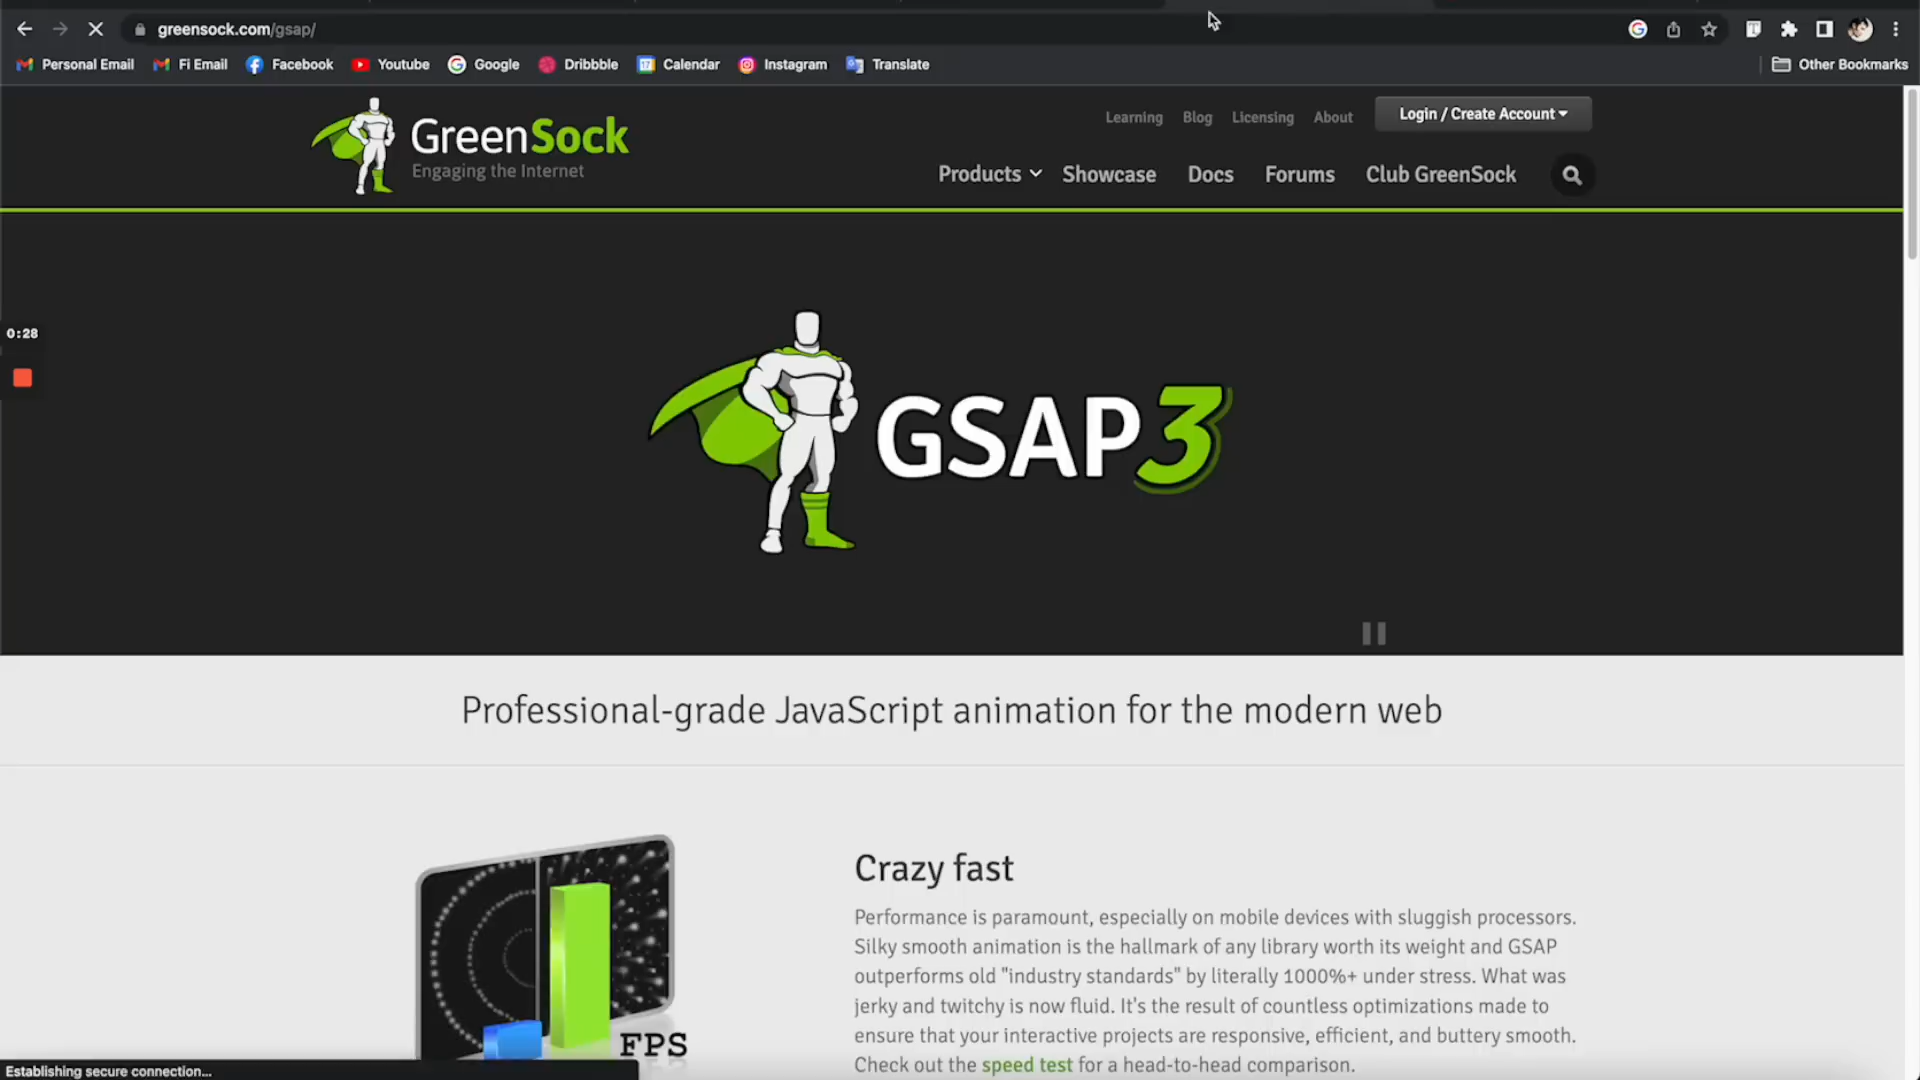 greensock.com/gsap/
Personal Email Fi Email Facebook Youtube Google Dribbble 17 Calendar Instagram Translate Other Bookmarks
Learning Blog Licensing About Login / Create Account
GreenSock
Engaging the Internet
Products Showcase Docs Forums Club GreenSock
0:28
GSAP3
Professional-grade JavaScript animation for the modern web
Crazy fast
Performance is paramount, especially on mobile devices with sluggish processors.
Silky smooth animation is the hallmark of any library worth its weight and GSAP
outperforms old "industry standards" by literally 1000%+ under stress. What was
jerky and twitchy is now fluid. It's the result of countless optimizations made to
ensure that your interactive projects are responsive, efficient, and buttery smooth.
Check out the speed test for a head-to-head comparison.
FPS
Establishing secure connection...